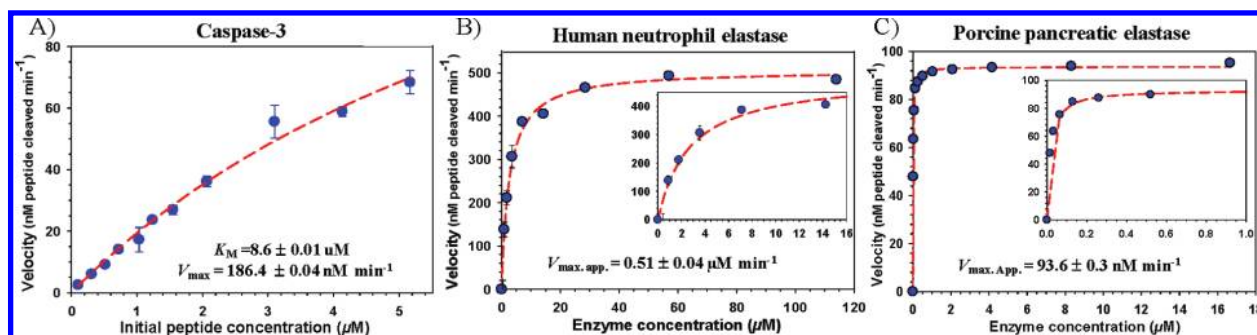 A)
Caspase-3
Velocity (nM peptide cleaved min⁻¹)
80
60
40
20
0
K_M =8.6 ± 0.01 uM
V_max = 186.4 ± 0.04 nM min⁻¹
0 1 2 3 4 5 6
Initial peptide concentration (µM)
B)
Human neutrophil elastase
Velocity (nM peptide cleaved min⁻¹)
500
400
300
200
100
0
400
300
200
100
0
0 2 4 6 8 10 12 14 16
V_max. app. = 0.51 ± 0.04 µM min⁻¹
0 20 40 60 80 100 120
Enzyme concentration (µM)
C)
Porcine pancreatic elastase
Velocity (nM peptide cleaved min⁻¹)
100
80
60
40
20
0
100
80
60
40
20
0
0.0 0.2 0.4 0.6 0.8 1.0
V_max. App. = 93.6 ± 0.3 nM min⁻¹
0 2 4 6 8 10 12 14 16 18
Enzyme concentration (µM)